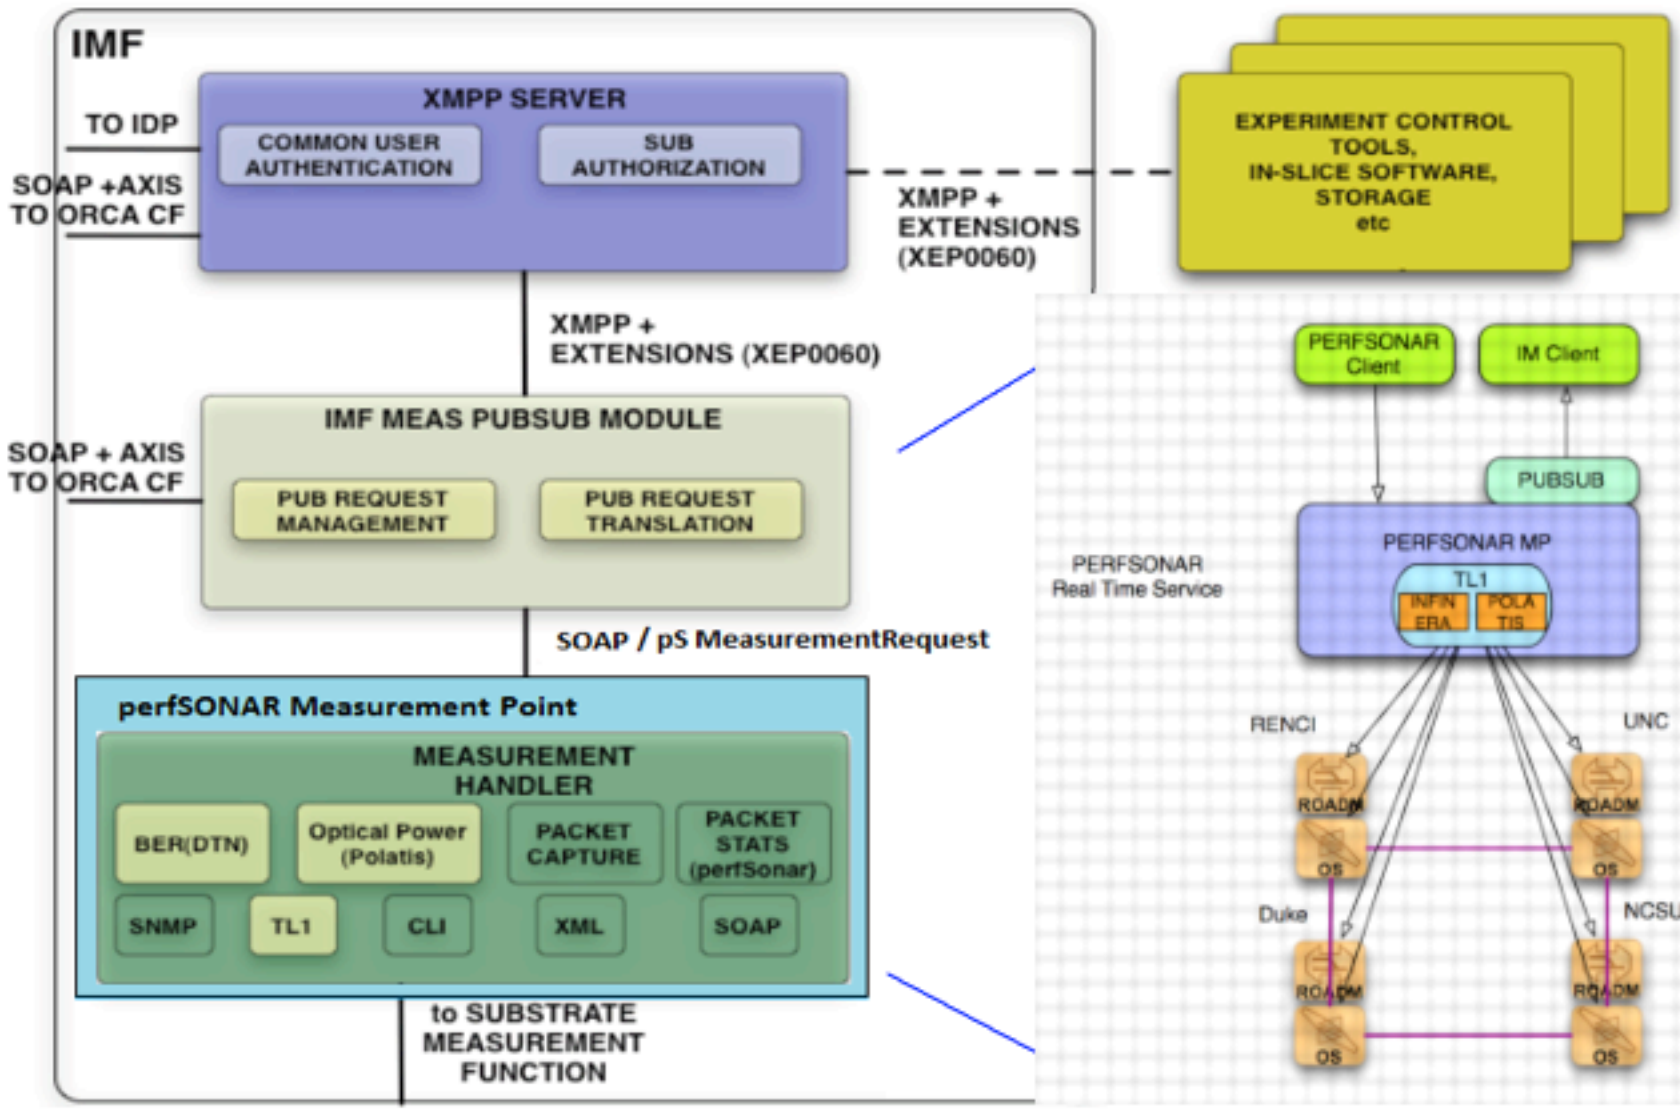 IMF
XMPP SERVER
TO IDP
COMMON USER
AUTHENTICATION
SUB
AUTHORIZATION
SOAP +AXIS
TO ORCA CF
XMPP +
EXTENSIONS
(XEP0060)
EXPERIMENT CONTROL
TOOLS,
IN-SLICE SOFTWARE,
STORAGE
etc
XMPP +
EXTENSIONS (XEP0060)
IMF MEAS PUBSUB MODULE
SOAP + AXIS
TO ORCA CF
PUB REQUEST
MANAGEMENT
PUB REQUEST
TRANSLATION
SOAP / pS MeasurementRequest
perfSONAR Measurement Point
MEASUREMENT
HANDLER
BER(DTN)
Optical Power
(Polatis)
PACKET
CAPTURE
PACKET
STATS
(perfSonar)
SNMP
TL1
CLI
XML
SOAP
to SUBSTRATE
MEASUREMENT
FUNCTION
PERFSONAR
Client
IM Client
PUBSUB
PERFSONAR MP
PERFSONAR
Real Time Service
TL1
INFIN
ERA
POLA
TIS
RENCI
UNC
ROADM
ROADM
OS
OS
Duke
NCSU
ROADM
ROADM
OS
OS